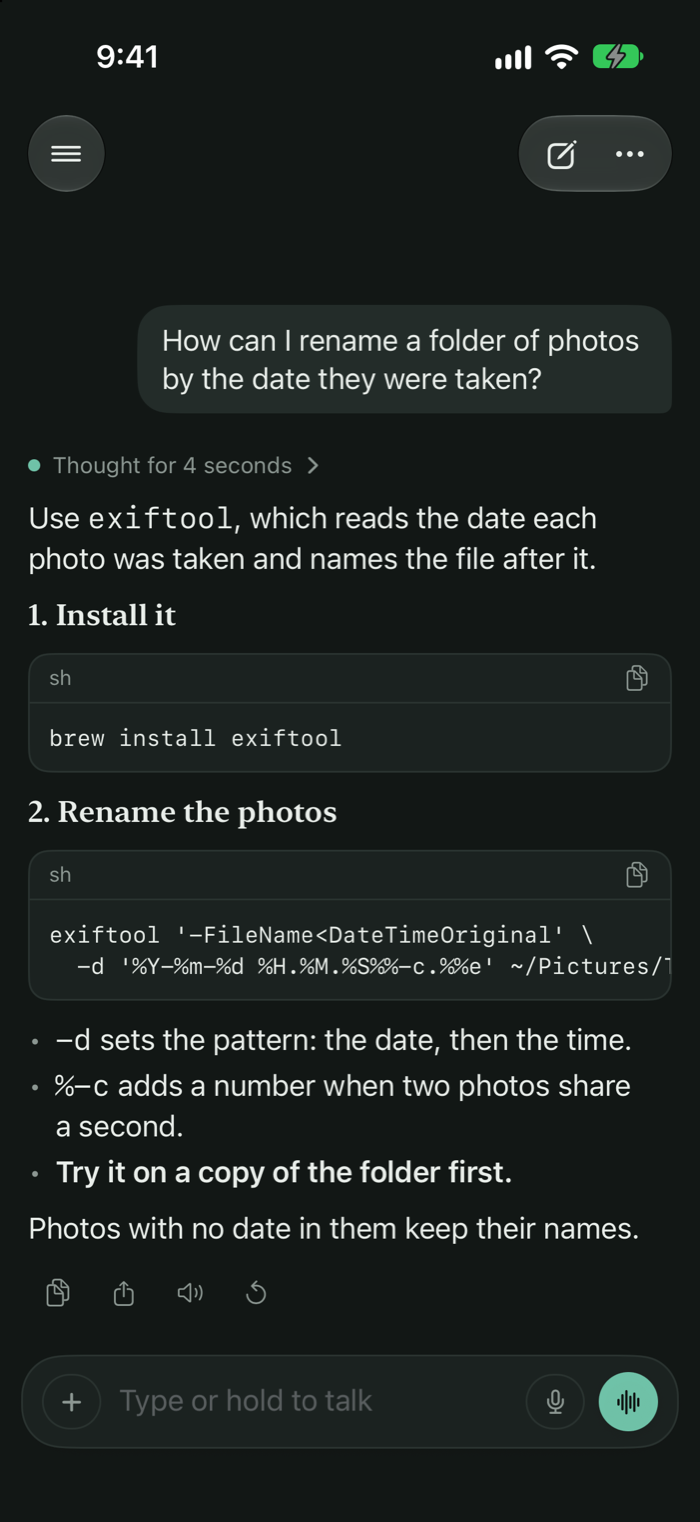 9:41
How can I rename a folder of photos
by the date they were taken?
Thought for 4 seconds
Use exiftool, which reads the date each
photo was taken and names the file after it.
1. Install it
sh
brew install exiftool
2. Rename the photos
sh
exiftool '-FileName<DateTimeOriginal' \
-d '%Y-%m-%d %H.%M.%S%%-c.%%e' ~/Pictures/
• -d sets the pattern: the date, then the time.
• %-c adds a number when two photos share
a second.
• Try it on a copy of the folder first.
Photos with no date in them keep their names.
Type or hold to talk